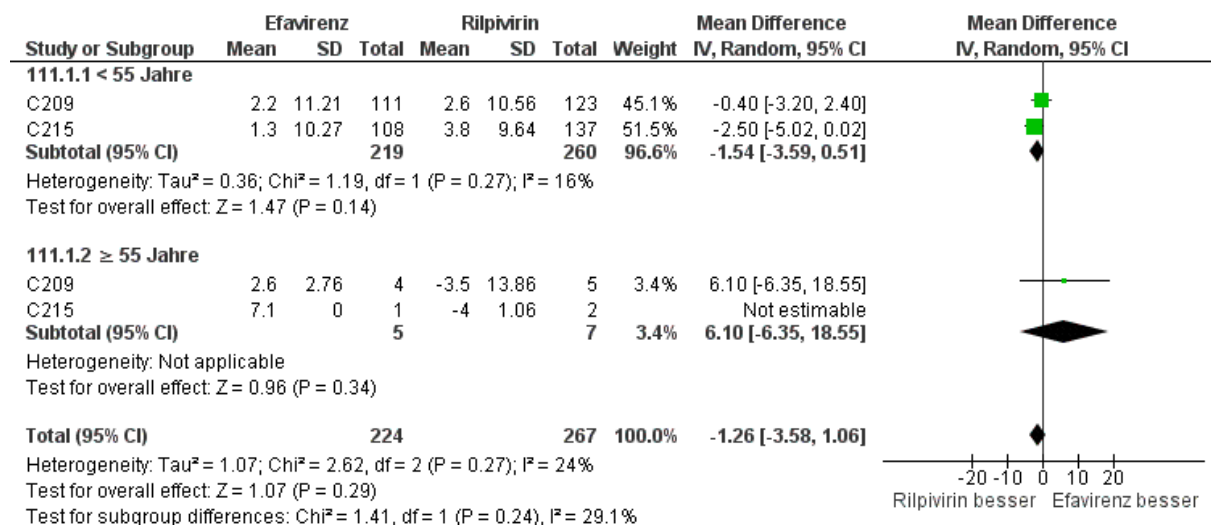 Efavirenz Rilpivirin Mean Difference Mean Difference
Study or Subgroup Mean SD Total Mean SD Total Weight IV, Random, 95% CI IV, Random, 95% CI
111.1.1 < 55 Jahre
C209 2.2 11.21 111 2.6 10.56 123 45.1% -0.40 [-3.20, 2.40]
C215 1.3 10.27 108 3.8 9.64 137 51.5% -2.50 [-5.02, 0.02]
Subtotal (95% CI) 219 260 96.6% -1.54 [-3.59, 0.51]
Heterogeneity: Tau² = 0.36; Chi² = 1.19, df = 1 (P = 0.27); I² = 16%
Test for overall effect: Z = 1.47 (P = 0.14)
111.1.2 ≥ 55 Jahre
C209 2.6 2.76 4 -3.5 13.86 5 3.4% 6.10 [-6.35, 18.55]
C215 7.1 0 1 -4 1.06 2 Not estimable
Subtotal (95% CI) 5 7 3.4% 6.10 [-6.35, 18.55]
Heterogeneity: Not applicable
Test for overall effect: Z = 0.96 (P = 0.34)
Total (95% CI) 224 267 100.0% -1.26 [-3.58, 1.06]
Heterogeneity: Tau² = 1.07; Chi² = 2.62, df = 2 (P = 0.27); I² = 24%
Test for overall effect: Z = 1.07 (P = 0.29)
Test for subgroup differences: Chi² = 1.41, df = 1 (P = 0.24), I² = 29.1%
-20 -10 0 10 20
Rilpivirin besser Efavirenz besser